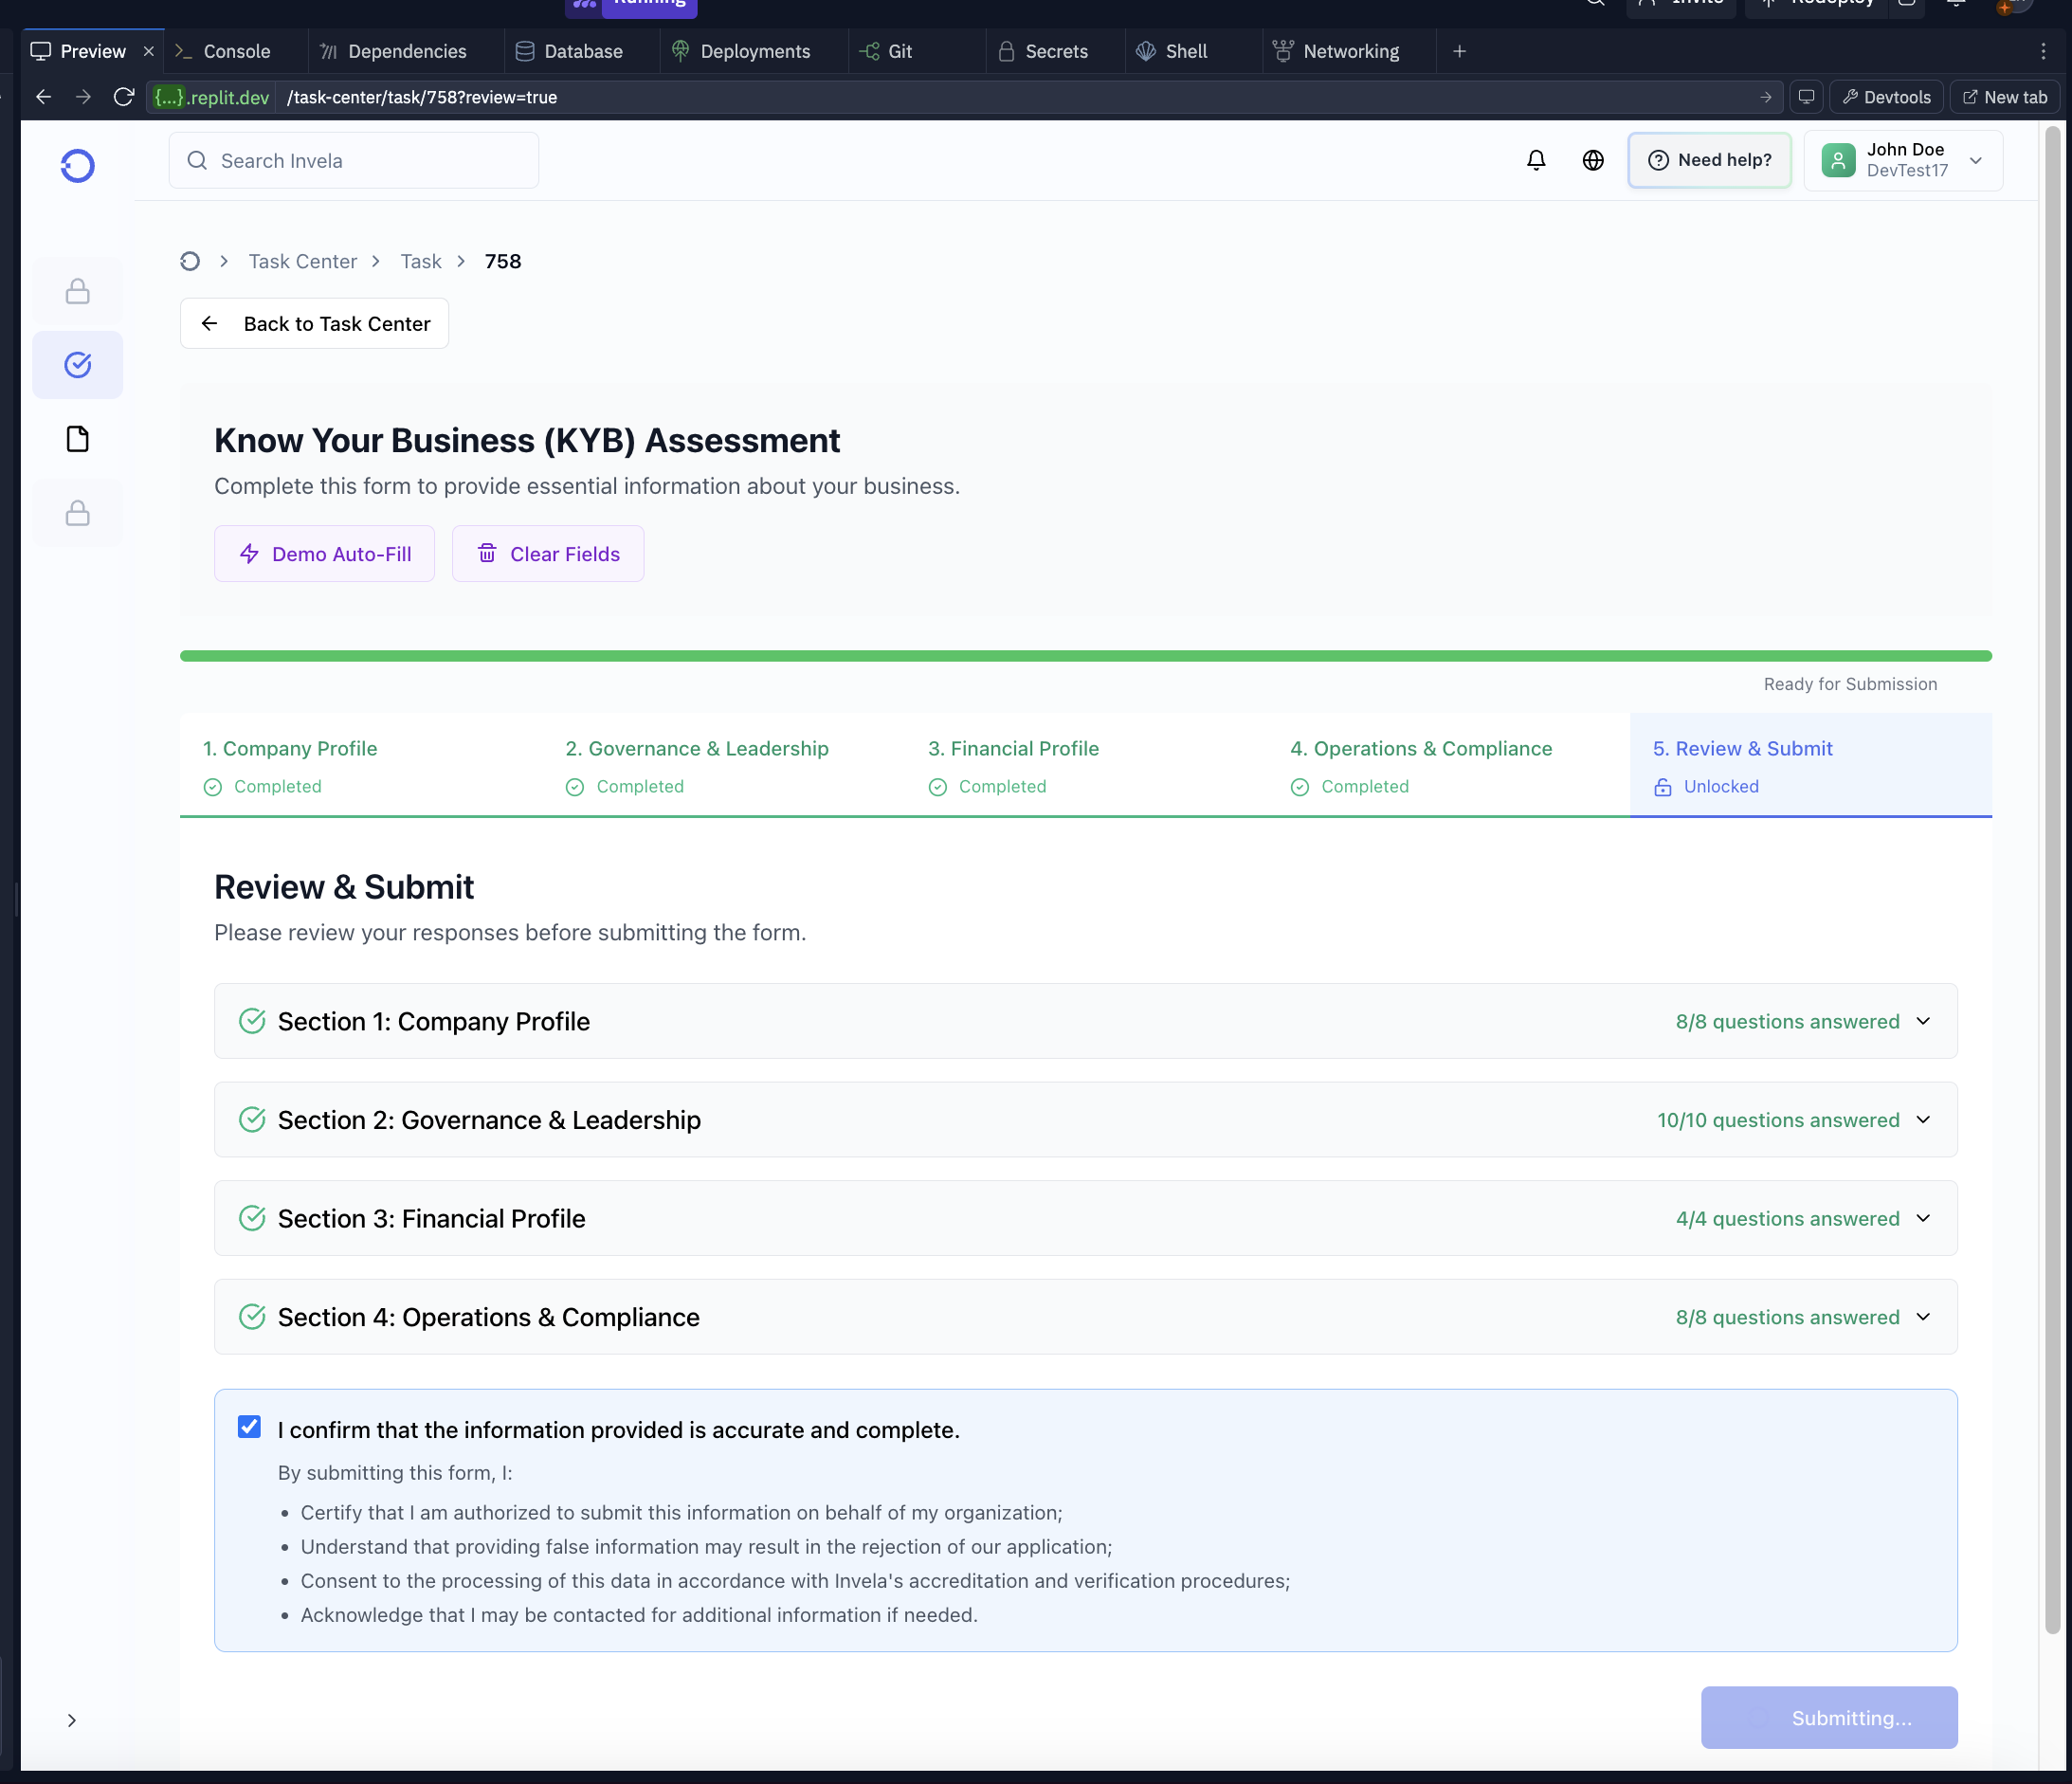 Running
Invite
Redeploy
Preview
Console
Dependencies
Database
Deployments
Git
Secrets
Shell
Networking
{...}.replit.dev /task-center/task/758?review=true
Devtools
New tab
Search Invela
Need help?
John Doe
DevTest17
Task Center > Task > 758
Back to Task Center
Know Your Business (KYB) Assessment
Complete this form to provide essential information about your business.
Demo Auto-Fill
Clear Fields
Ready for Submission
1. Company Profile
Completed
2. Governance & Leadership
Completed
3. Financial Profile
Completed
4. Operations & Compliance
Completed
5. Review & Submit
Unlocked
Review & Submit
Please review your responses before submitting the form.
Section 1: Company Profile
8/8 questions answered
Section 2: Governance & Leadership
10/10 questions answered
Section 3: Financial Profile
4/4 questions answered
Section 4: Operations & Compliance
8/8 questions answered
I confirm that the information provided is accurate and complete.
By submitting this form, I:
• Certify that I am authorized to submit this information on behalf of my organization;
• Understand that providing false information may result in the rejection of our application;
• Consent to the processing of this data in accordance with Invela's accreditation and verification procedures;
• Acknowledge that I may be contacted for additional information if needed.
Submitting...